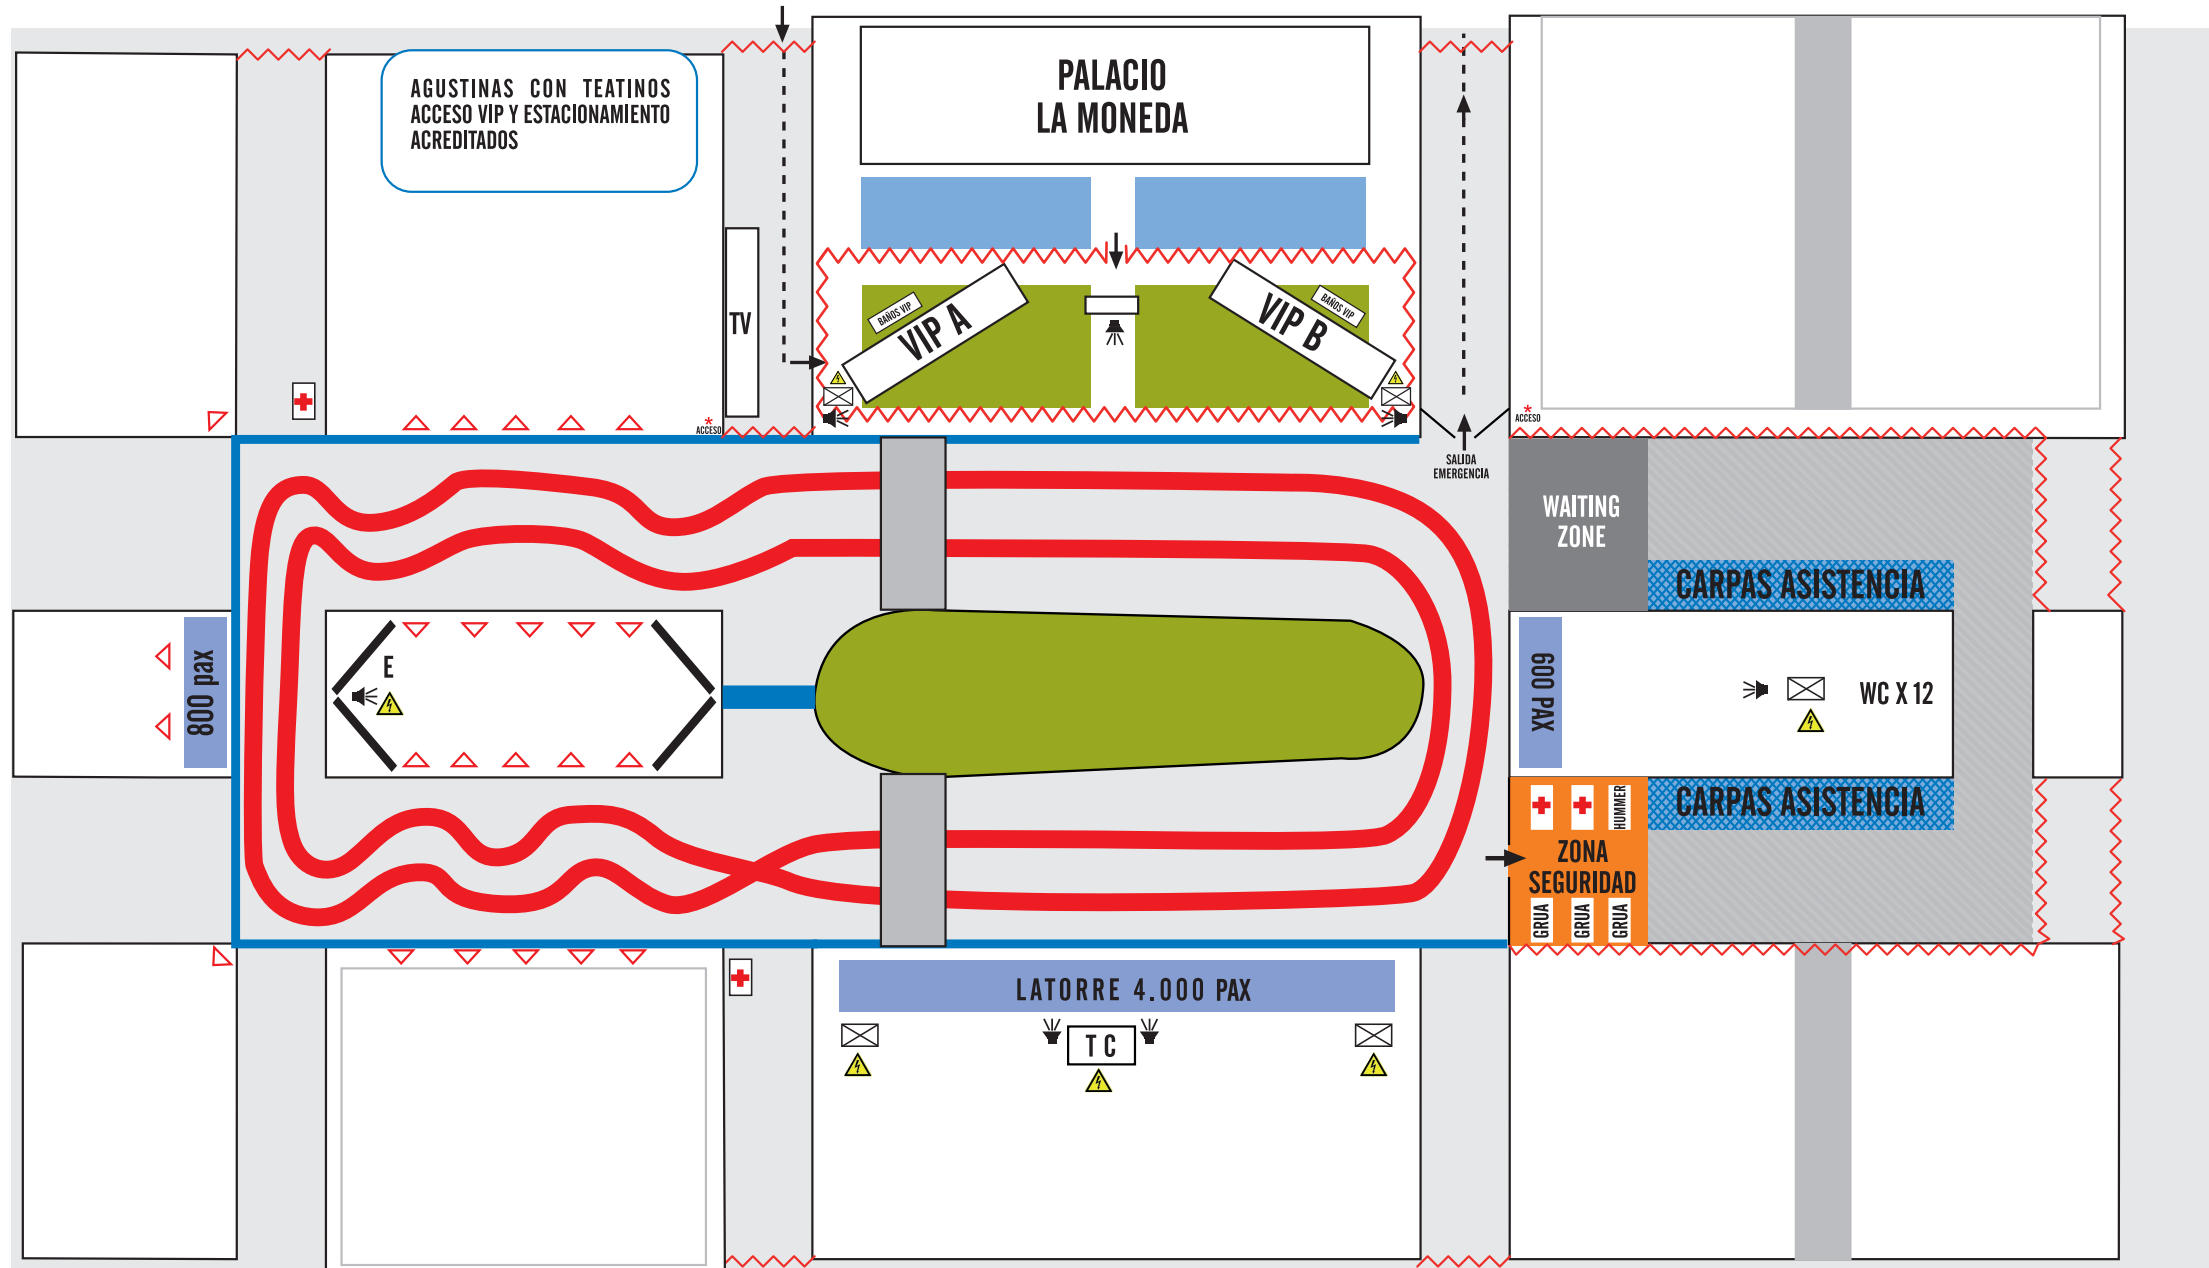 AGUSTINAS CON TEATINOS
ACCESO VIP Y ESTACIONAMIENTO
ACREDITADOS
PALACIO
LA MONEDA
TV
BAÑOS VIP
VIP A
BAÑOS VIP
VIP B
* ACCESO
* ACCESO
SALIDA
EMERGENCIA
WAITING
ZONE
CARPAS ASISTENCIA
800 pax
E
600 PAX
WC X 12
CARPAS ASISTENCIA
HUMMER
ZONA
SEGURIDAD
GRUA
GRUA
GRUA
LATORRE 4.000 PAX
T C